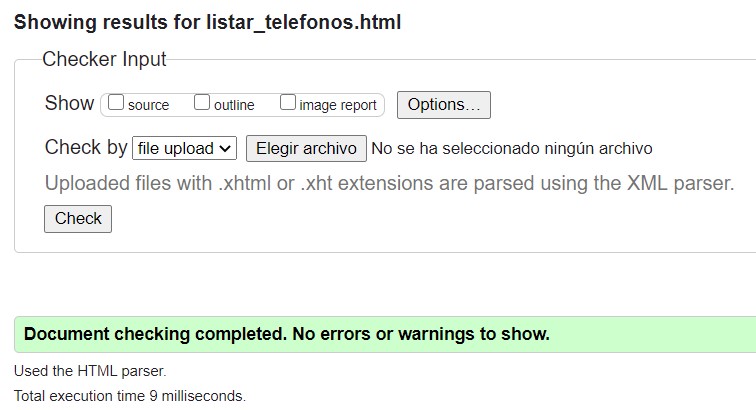 Showing results for listar_telefonos.html
Checker Input
Show source outline image report Options...
Check by file upload Elegir archivo No se ha seleccionado ningún archivo
Uploaded files with .xhtml or .xht extensions are parsed using the XML parser.
Check
Document checking completed. No errors or warnings to show.
Used the HTML parser.
Total execution time 9 milliseconds.